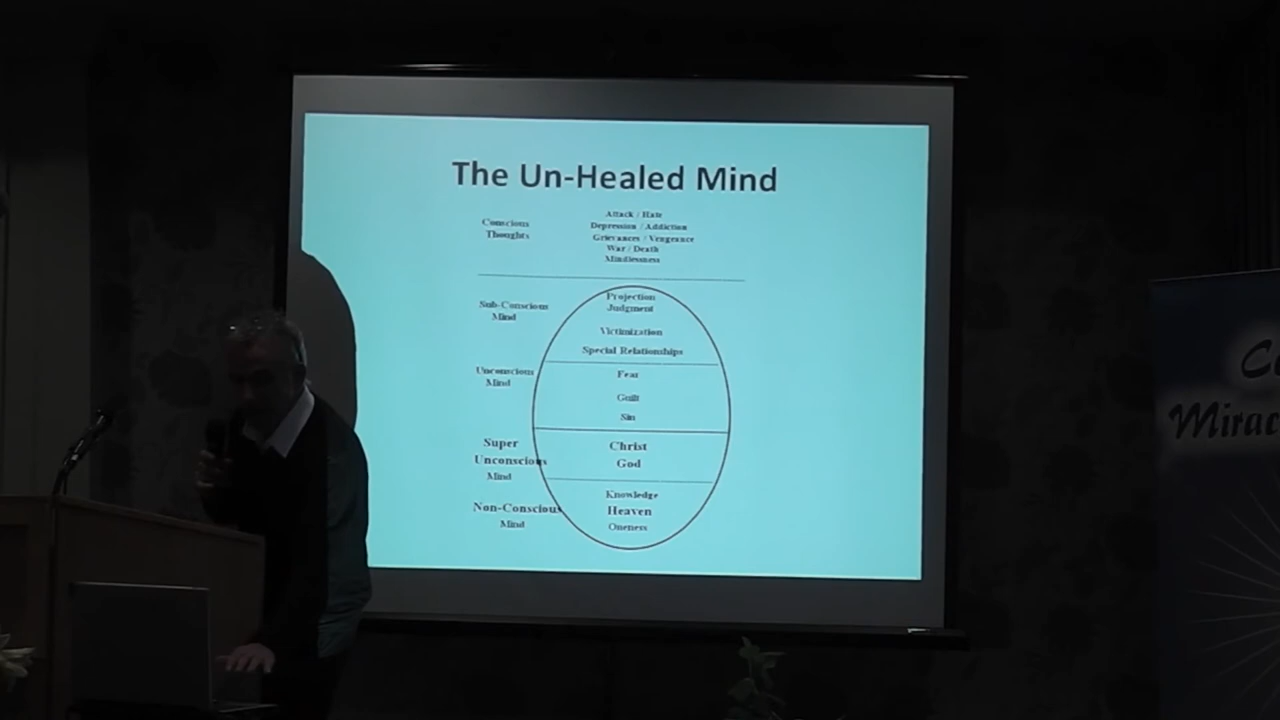 The Un-Healed Mind
Conscious
Thoughts
Attack / Hate
Depression / Addiction
Grievances / Vengeance
War / Death
Mindlessness
Sub-Conscious
Mind
Projection
Judgment
Victimization
Special Relationships
Unconscious
Mind
Fear
Guilt
Sin
Super
Unconscious
Mind
Christ
God
Non-Conscious
Mind
Knowledge
Heaven
Oneness